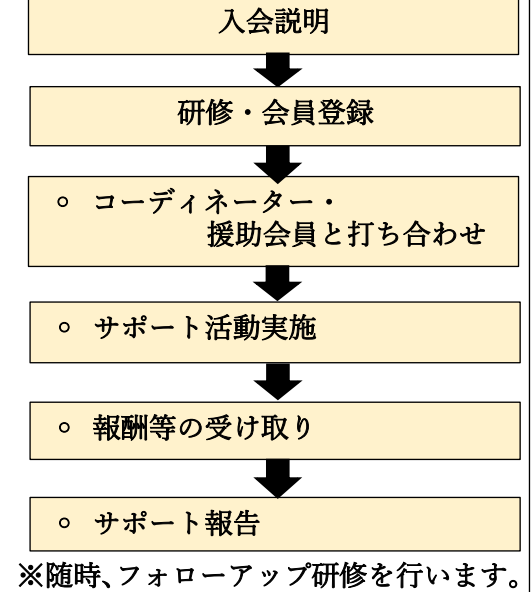 入会説明
研修・会員登録
○ コーディネーター・
援助会員と打ち合わせ
○ サポート活動実施
○ 報酬等の受け取り
○ サポート報告
※随時、フォローアップ研修を行います。